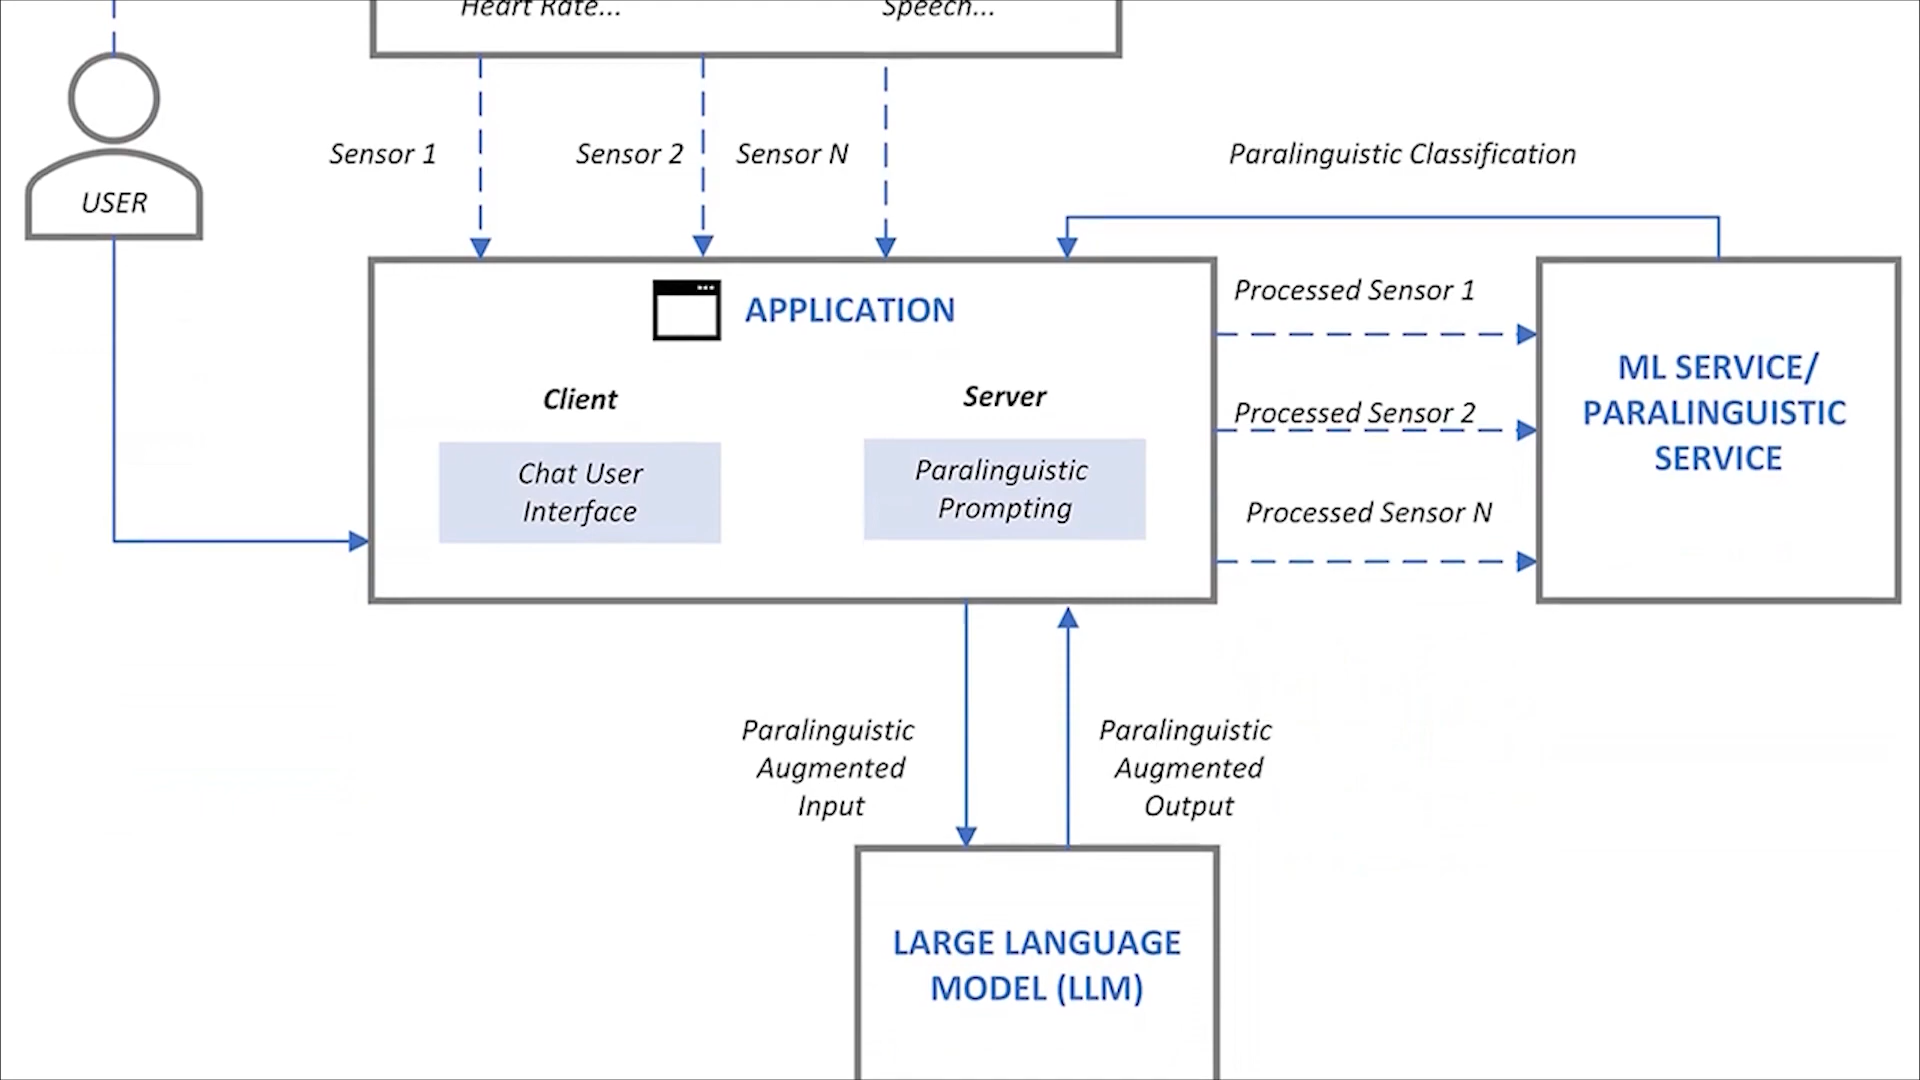 Heart Rate...
Speech...
USER
Sensor 1
Sensor 2
Sensor N
Paralinguistic Classification
APPLICATION
Client
Chat User
Interface
Server
Paralinguistic
Prompting
Processed Sensor 1
Processed Sensor 2
Processed Sensor N
ML SERVICE/
PARALINGUISTIC
SERVICE
Paralinguistic
Augmented
Input
Paralinguistic
Augmented
Output
LARGE LANGUAGE
MODEL (LLM)